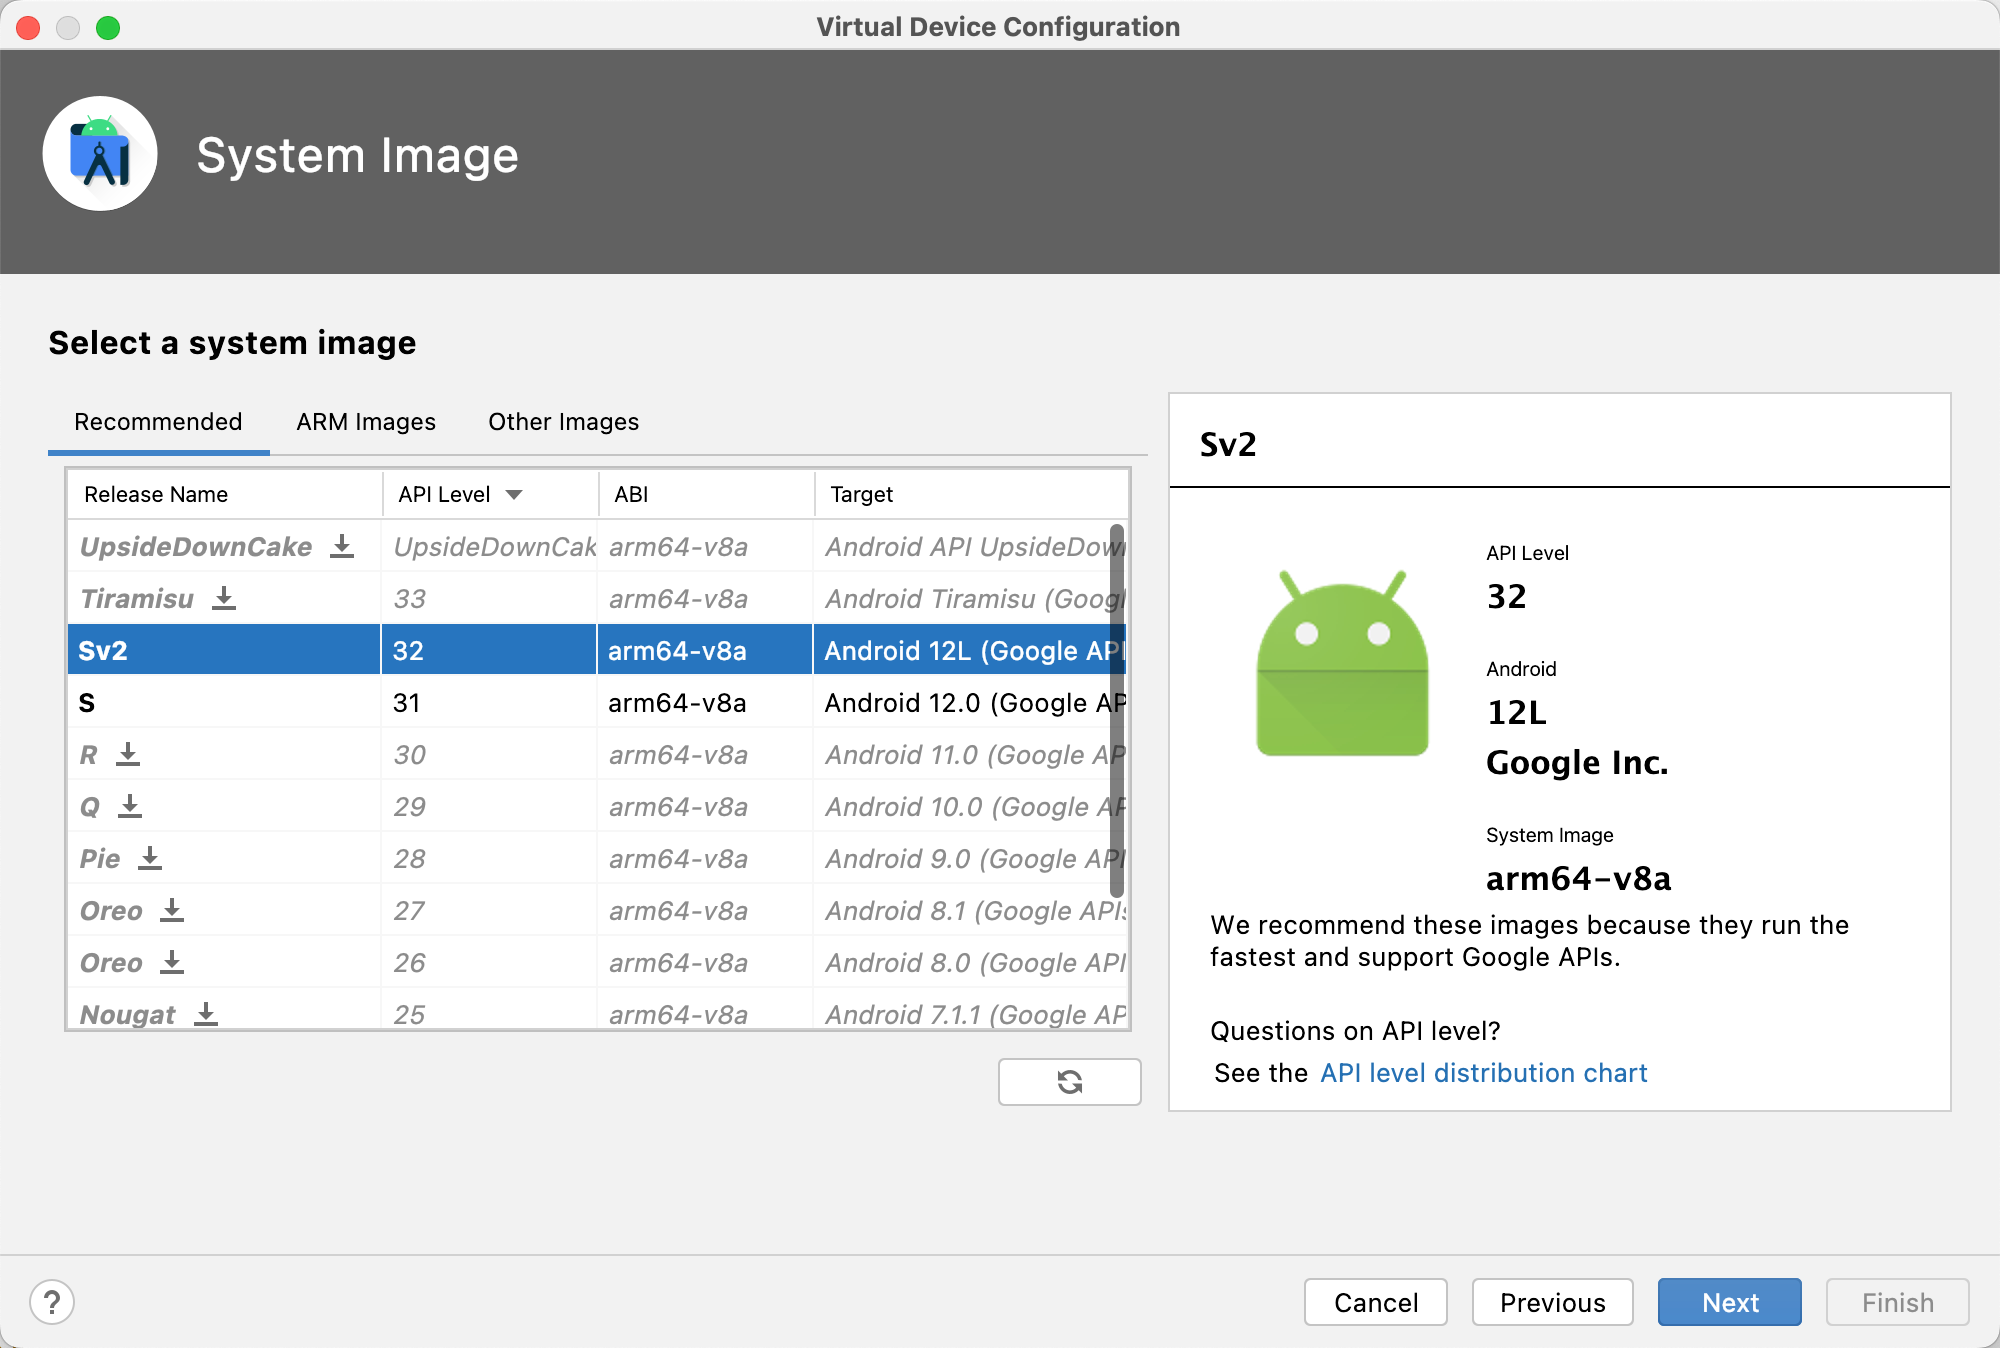 Virtual Device Configuration
System Image
Select a system image
Recommended ARM Images Other Images
Release Name API Level ABI Target
UpsideDownCake UpsideDownCak arm64-v8a Android API UpsideDow
Tiramisu 33 arm64-v8a Android Tiramisu (Googl
Sv2 32 arm64-v8a Android 12L (Google API
S 31 arm64-v8a Android 12.0 (Google AP
R 30 arm64-v8a Android 11.0 (Google AP
Q 29 arm64-v8a Android 10.0 (Google AP
Pie 28 arm64-v8a Android 9.0 (Google API
Oreo 27 arm64-v8a Android 8.1 (Google APIs
Oreo 26 arm64-v8a Android 8.0 (Google API
Nougat 25 arm64-v8a Android 7.1.1 (Google AP
Sv2
API Level
32
Android
12L
Google Inc.
System Image
arm64-v8a
We recommend these images because they run the
fastest and support Google APIs.
Questions on API level?
See the API level distribution chart
? Cancel Previous Next Finish